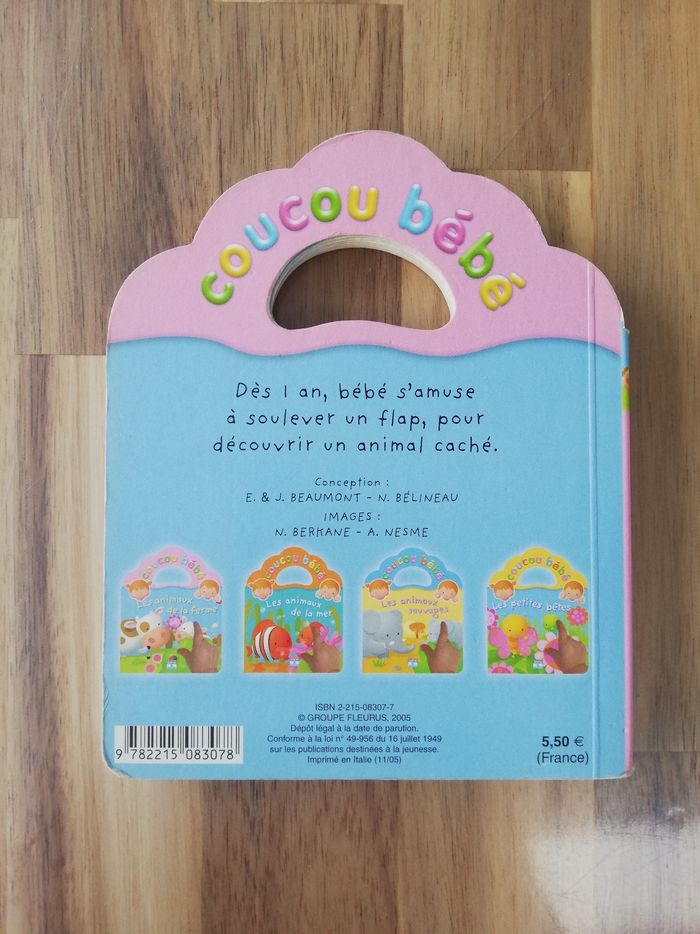 coucou bébé
Dès 1 an, bébé s'amuse
à soulever un flap, pour
découvrir un animal caché.
Conception :
E. & J. BEAUMONT - N. BÉLINEAU
IMAGES :
N. BERKANE - A. NESME
coucou bébé
Les animaux
de la ferme
coucou bébé
Les animaux
de la mer
coucou bébé
Les animaux
sauvages
coucou bébé
Les petites bêtes
ISBN 2-215-08307-7
© GROUPE FLEURUS, 2005
Dépôt légal à la date de parution.
Conforme à la loi n° 49-956 du 16 juillet 1949
sur les publications destinées à la jeunesse.
Imprimé en Italie (11/05)
9 782215 083078
5,50 €
(France)